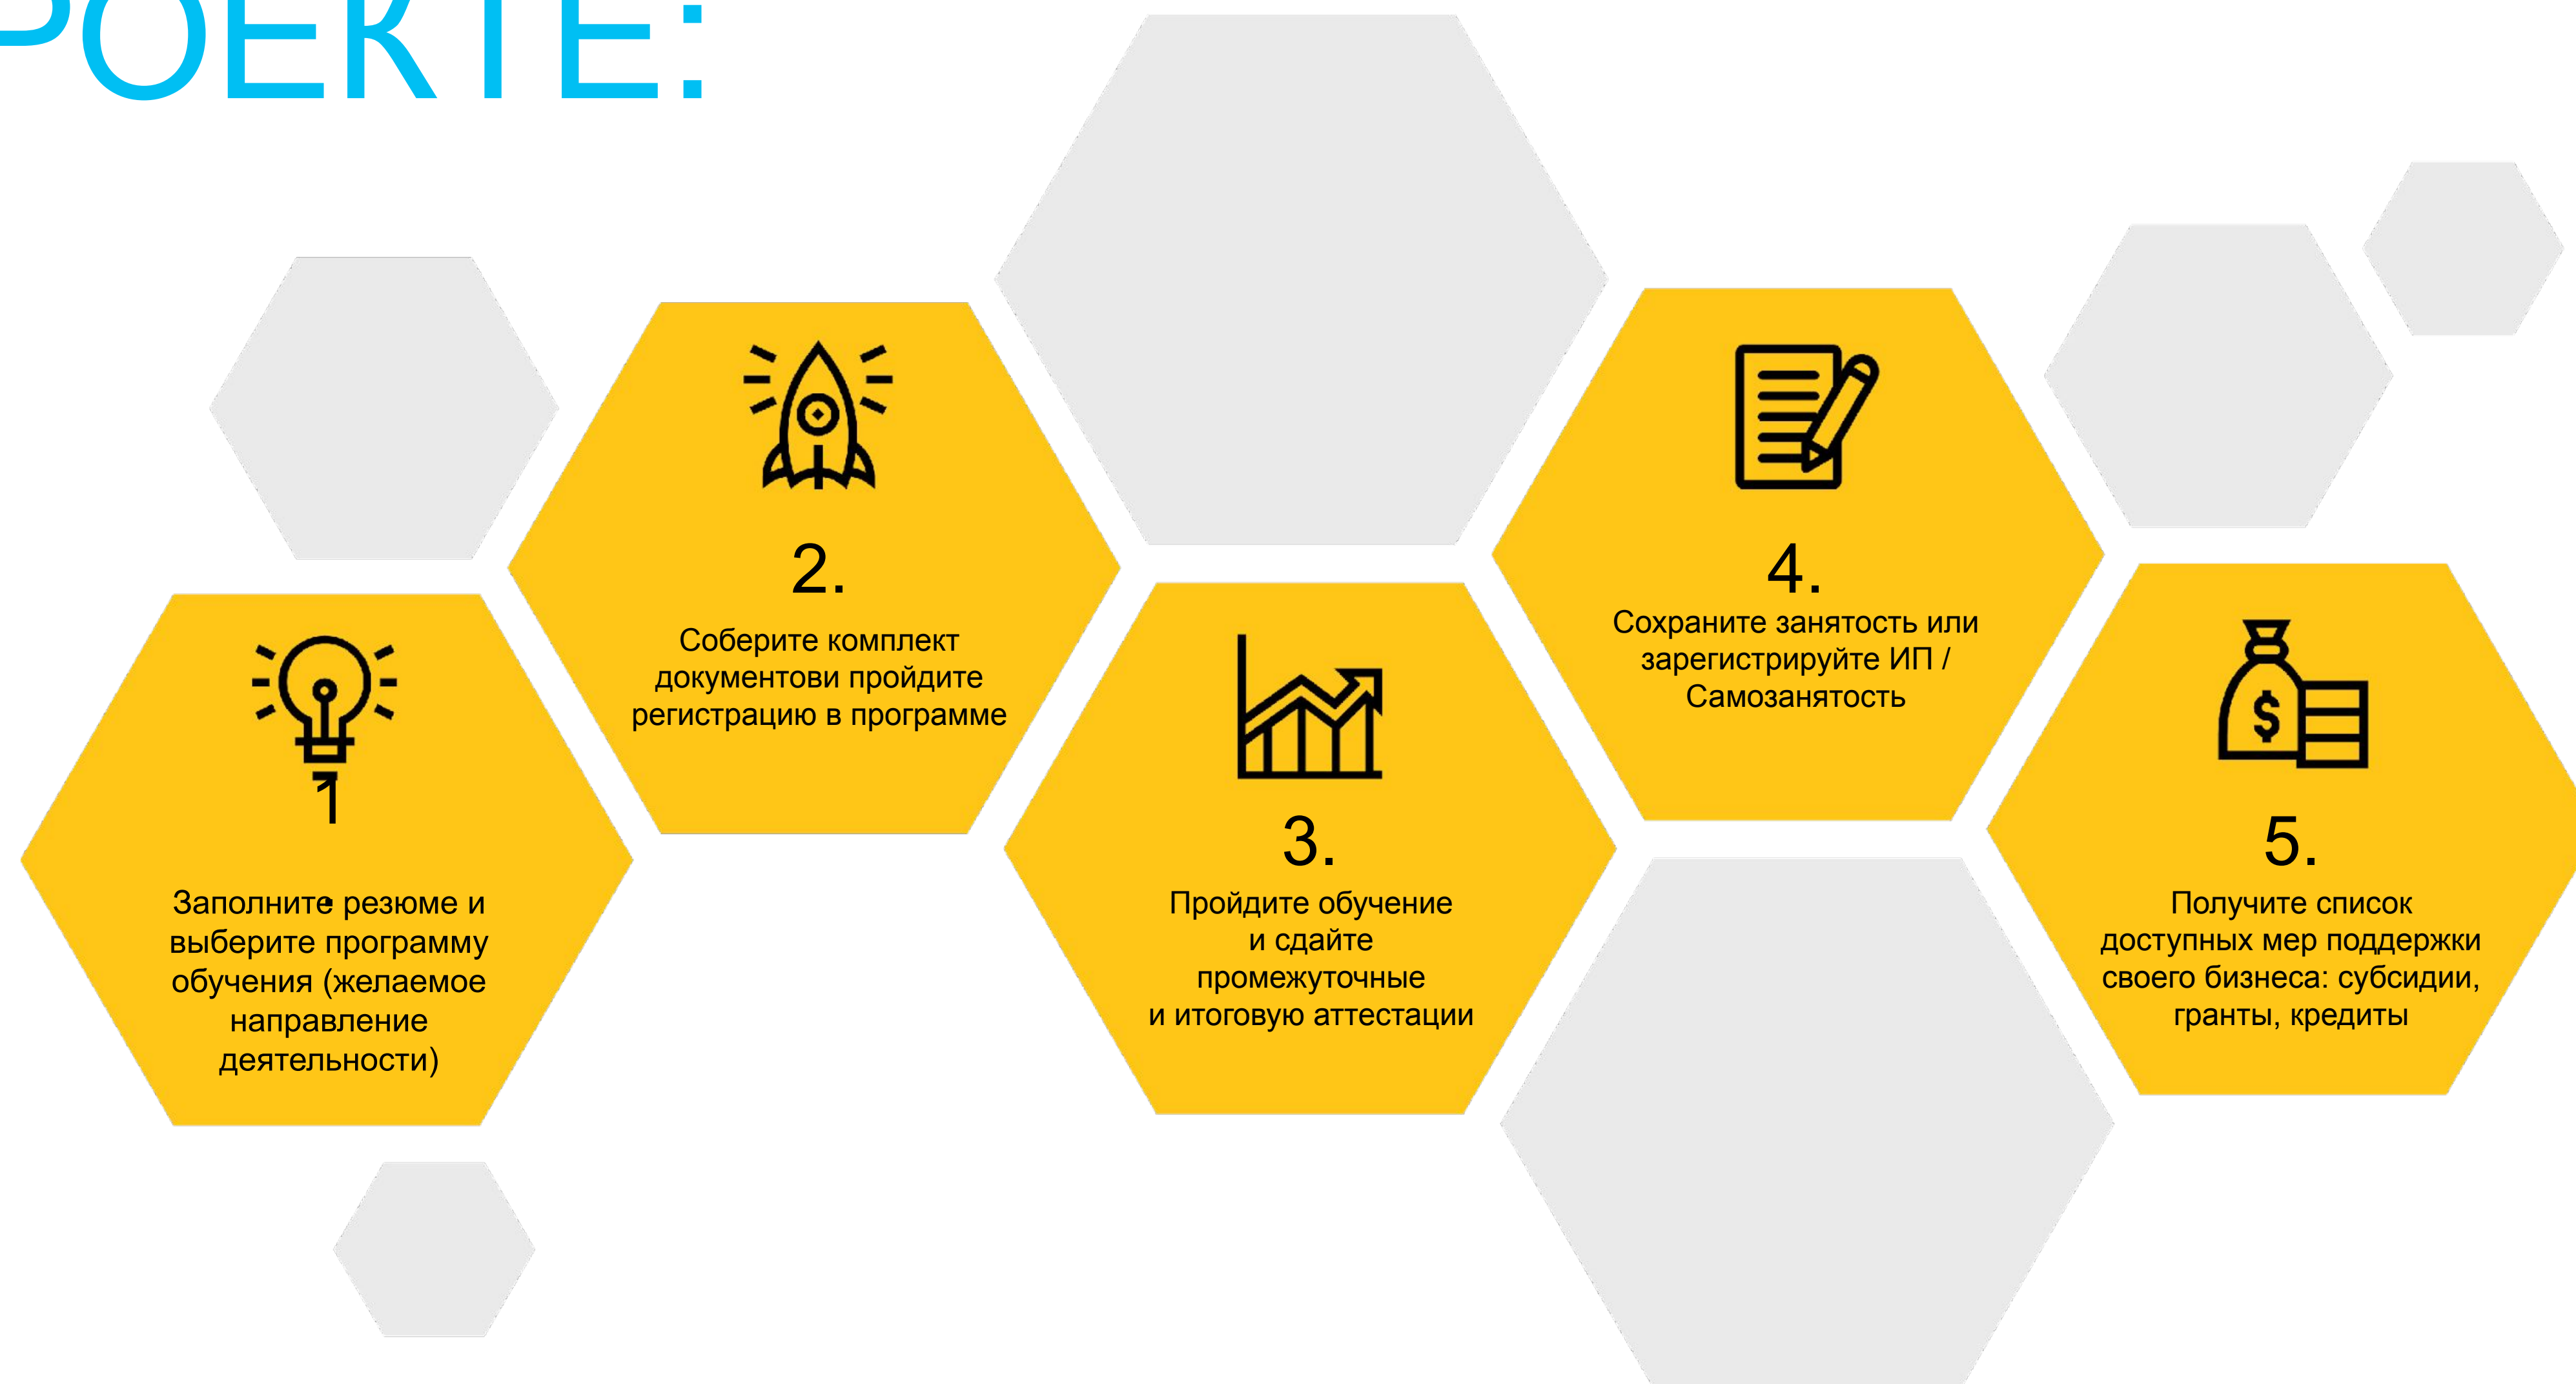 РОЕКТЕ:
1
.
Заполните резюме и
выберите программу
обучения (желаемое
направление
деятельности)
2.
Соберите комплект
документови пройдите
регистрацию в программе
3.
Пройдите обучение
и сдайте
промежуточные
и итоговую аттестации
4.
Сохраните занятость или
зарегистрируйте ИП /
Самозанятость
$
5.
Получите список
доступных мер поддержки
своего бизнеса: субсидии,
гранты, кредиты